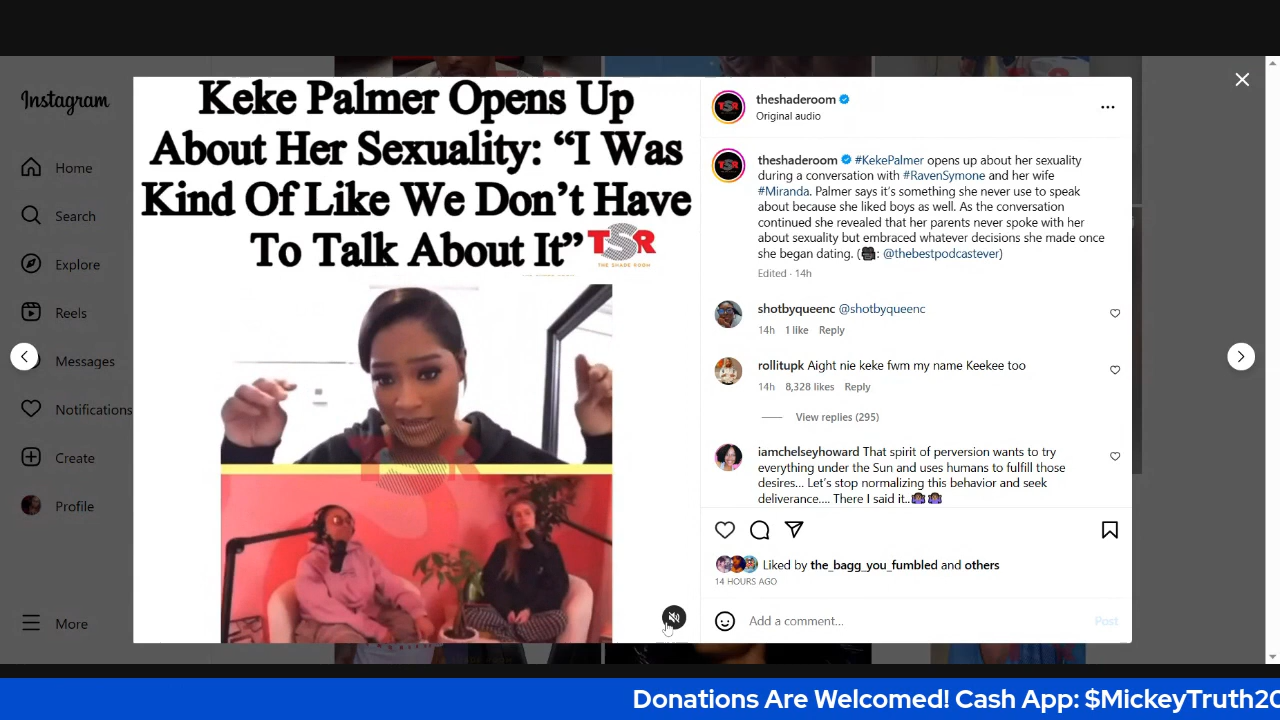 Instagram
Home
Search
Explore
Reels
Messages
Notifications
Create
Profile
More
Keke Palmer Opens Up
About Her Sexuality: “I Was
Kind Of Like We Don’t Have
To Talk About It”
TSR
THE SHADE ROOM
TSR
theshaderoom
Original audio
theshaderoom #KekePalmer opens up about her sexuality
during a conversation with #RavenSymone and her wife
#Miranda. Palmer says it’s something she never use to speak
about because she liked boys as well. As the conversation
continued she revealed that her parents never spoke with her
about sexuality but embraced whatever decisions she made once
she began dating. (🎥: @thebestpodcastever)
Edited · 14h
shotbyqueenc @shotbyqueenc
14h 1 like Reply
rollitupk Aight nie keke fwm my name Keekee too
14h 8,328 likes Reply
View replies (295)
iamchelseyhoward That spirit of perversion wants to try
everything under the Sun and uses humans to fulfill those
desires... Let’s stop normalizing this behavior and seek
deliverance.... There I said it..🤷🏾‍♀️🤷🏾‍♀️
Liked by the_bagg_you_fumbled and others
14 HOURS AGO
Add a comment...
Post
Donations Are Welcomed! Cash App: $MickeyTruth20